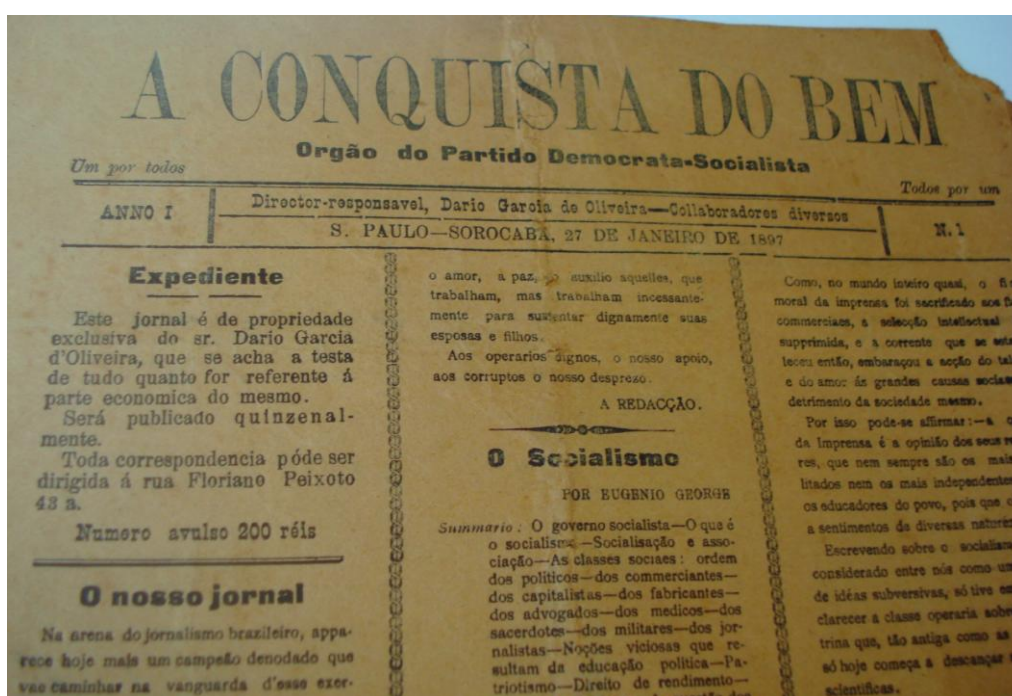 A CONQUISTA DO BEM
Orgão do Partido Democrata-Socialista
Um por todos
Todos por um
ANNO I
Director-responsavel, Dario Garcia de Oliveira—Collaboradores diversos
S. PAULO—SOROCABA, 27 DE JANEIRO DE 1897
N. 1
Expediente
Este jornal é de propriedade
exclusiva do sr. Dario Garcia
d'Oliveira, que se acha a testa
de tudo quanto for referente á
parte economica do mesmo.
Será publicado quinzenal-
mente.
Toda correspondencia póde ser
dirigida á rua Floriano Peixoto
43 a.
Numero avulso 200 réis
O nosso jornal
Na arena do jornalismo brazileiro, appa-
rece hoje mais um campeão denodado que
vae caminhar na vanguarda d'esse exer-
o amor, a paz, o auxilio aquelles, que
trabalham, mas trabalham incessante-
mente para sustentar dignamente suas
esposas e filhos.
Aos operarios dignos, o nosso apoio,
aos corruptos o nosso despreso.
A REDACÇÃO.
O Socialismo
POR EUGENIO GEORGE
Summario: O governo socialista—O que é
o socialismo—Socialisação e asso-
ciação—As classes sociaes: ordem
dos politicos—dos commerciantes—
dos capitalistas—dos fabricantes—
dos advogados—dos medicos—dos
sacerdotes—dos militares—dos jor-
nalistas—Noções viciosas que re-
sultam da educação politica—Pa-
triotismo—Direito de rendimento—
Como, no mundo inteiro quasi, o
moral da imprensa foi sacrificado aos
commerciaes, a selecção intellectual
supprimida, e a corrente que se
teceu então, embaraçou a acção do
e do amor ás grandes causas
detrimento da sociedade mesmo.
Por isso pode-se affirmar:—a
da Imprensa é a opinião dos seus
res, que nem sempre são os mais
litados nem os mais independentes
os educadores do povo, pois que
a sentimentos de diversas
Escrevendo sobre o
considerado entre nós como
de idéas subversivas, só tive em
clarecer a classe operaria
trina que, tão antiga como as
só hoje começa a descançar
scientificas.